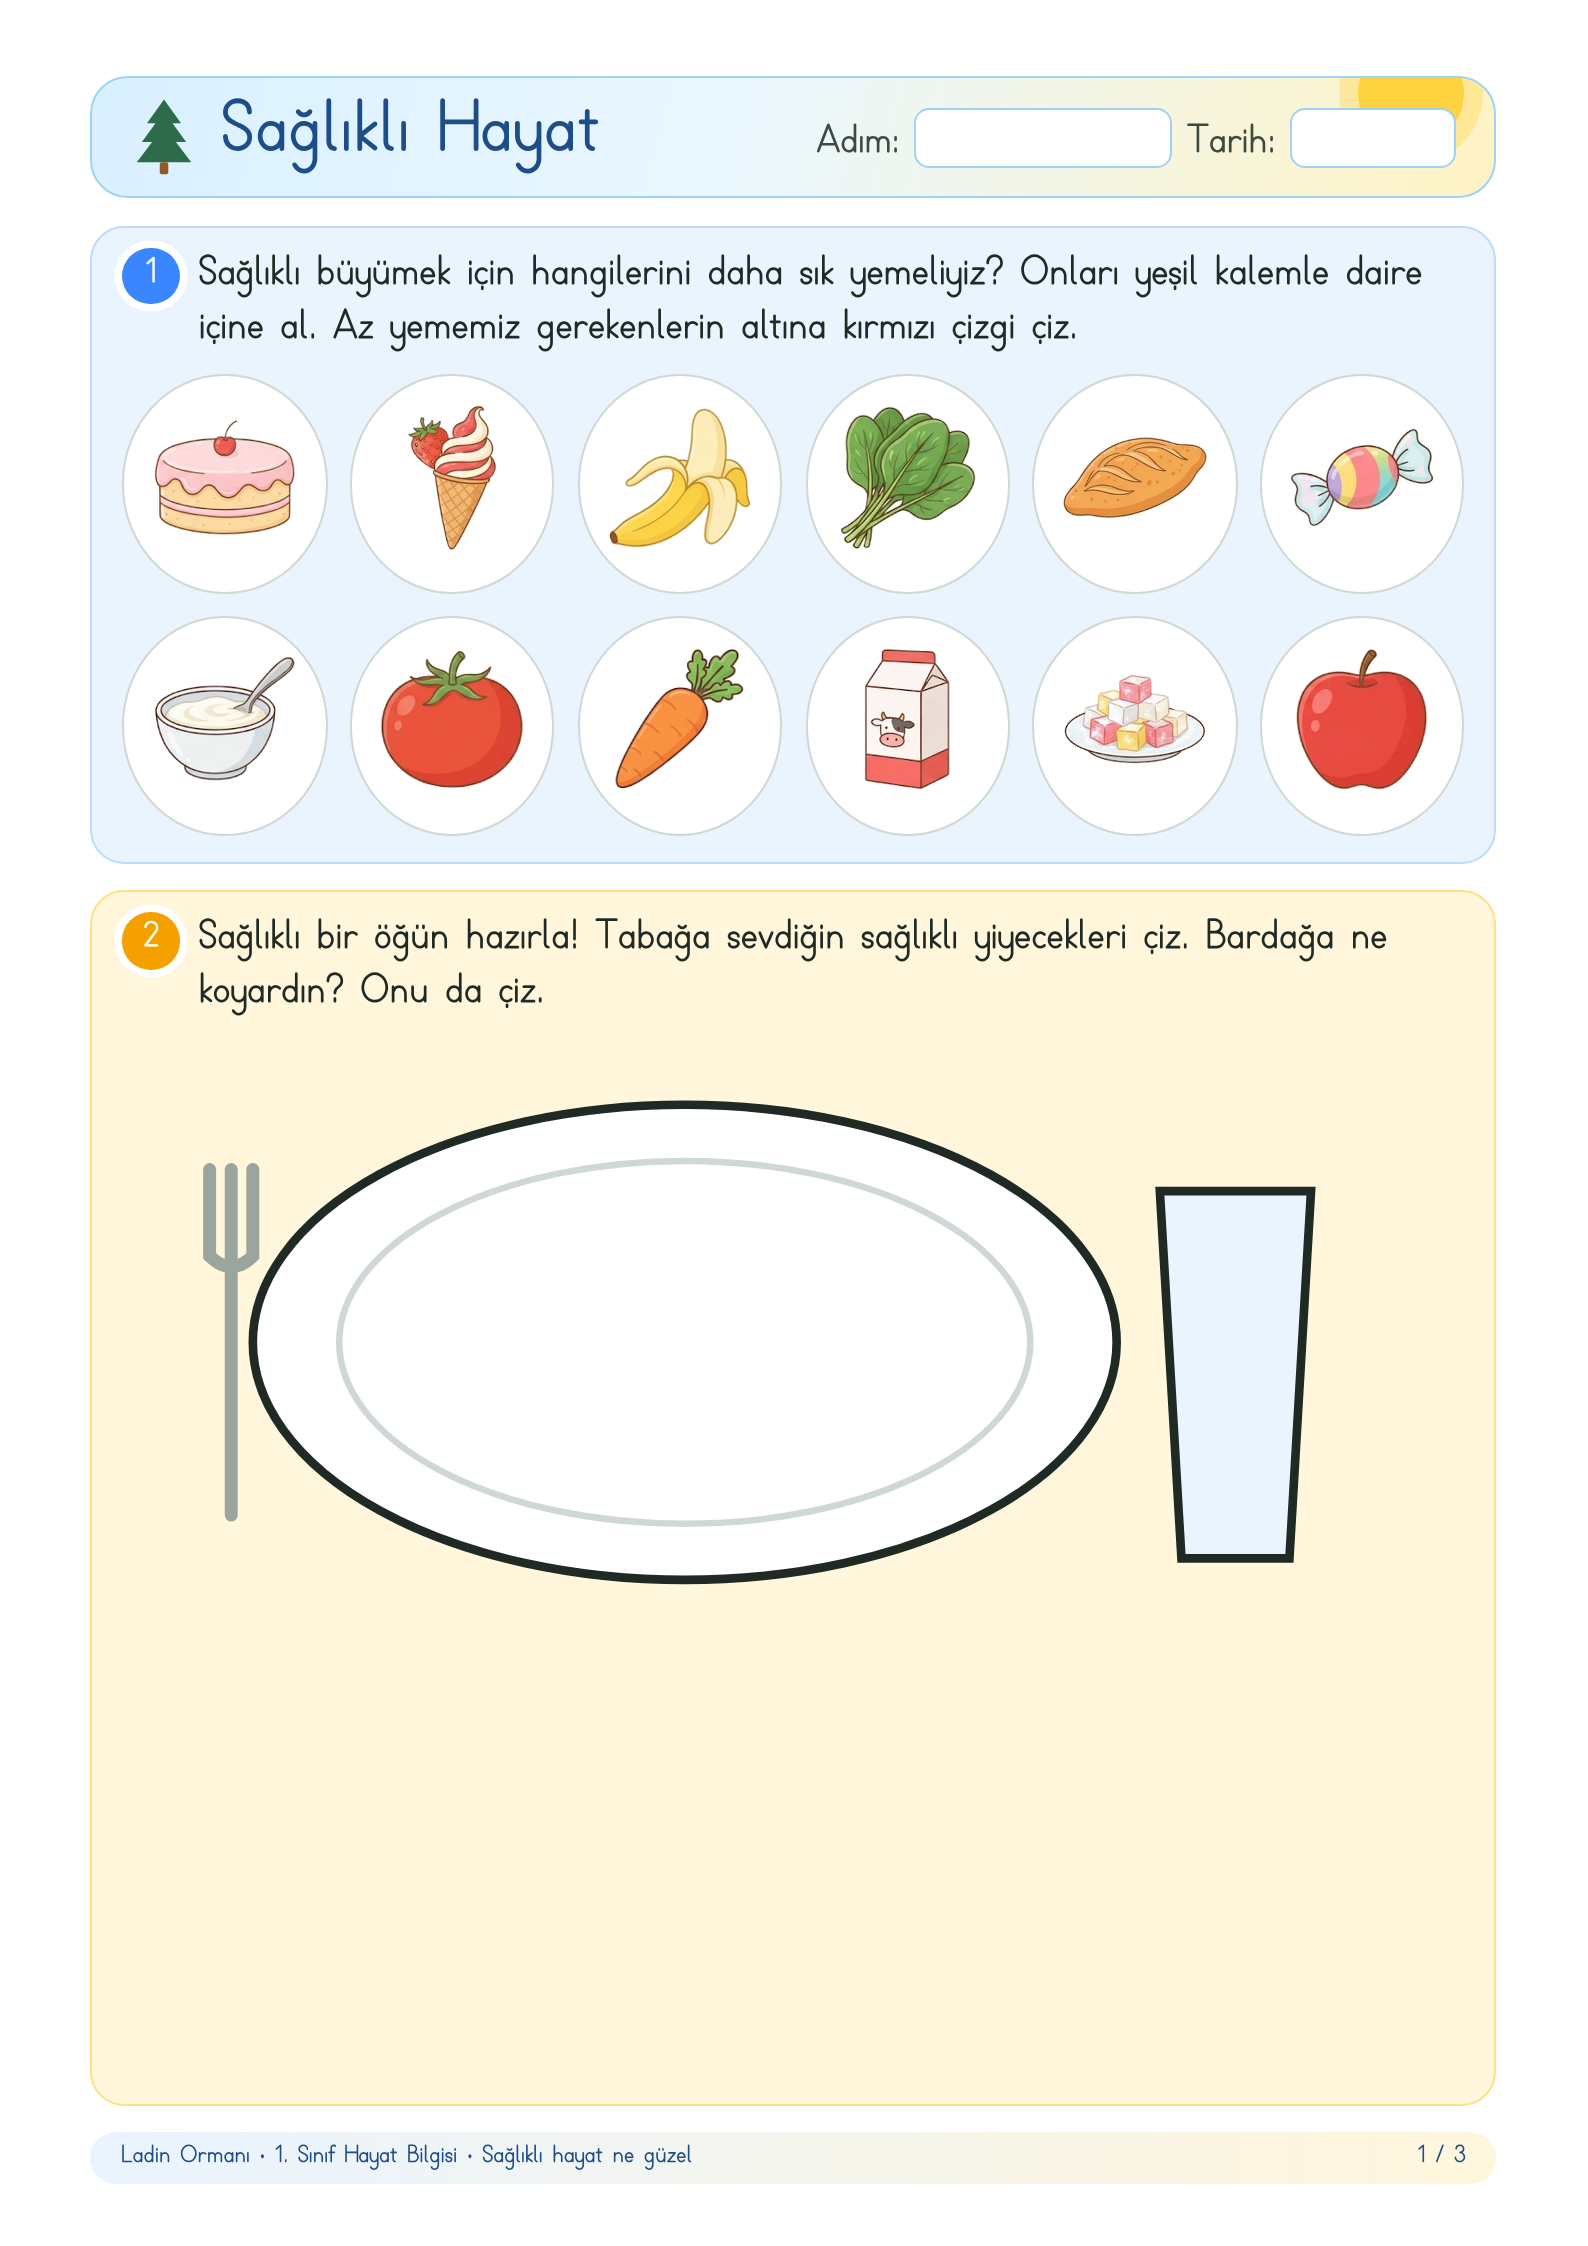 Sağlıklı Hayat
Adım:
Tarih:
1
Sağlıklı büyümek için hangilerini daha sık yemeliyiz? Onları yeşil kalemle daire
içine al. Az yememiz gerekenlerin altına kırmızı çizgi çiz.
2
Sağlıklı bir öğün hazırla! Tabağa sevdiğin sağlıklı yiyecekleri çiz. Bardağa ne
koyardın? Onu da çiz.
Ladin Ormanı • 1. Sınıf Hayat Bilgisi • Sağlıklı hayat ne güzel
1 / 3